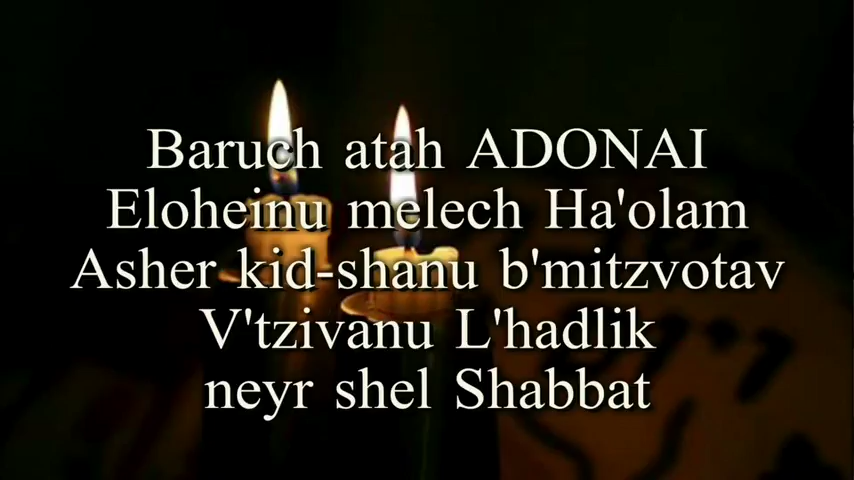 Baruch atah ADONAI
Eloheinu melech Ha'olam
Asher kid-shanu b'mitzvotav
V'tzivanu L'hadlik
neyr shel Shabbat